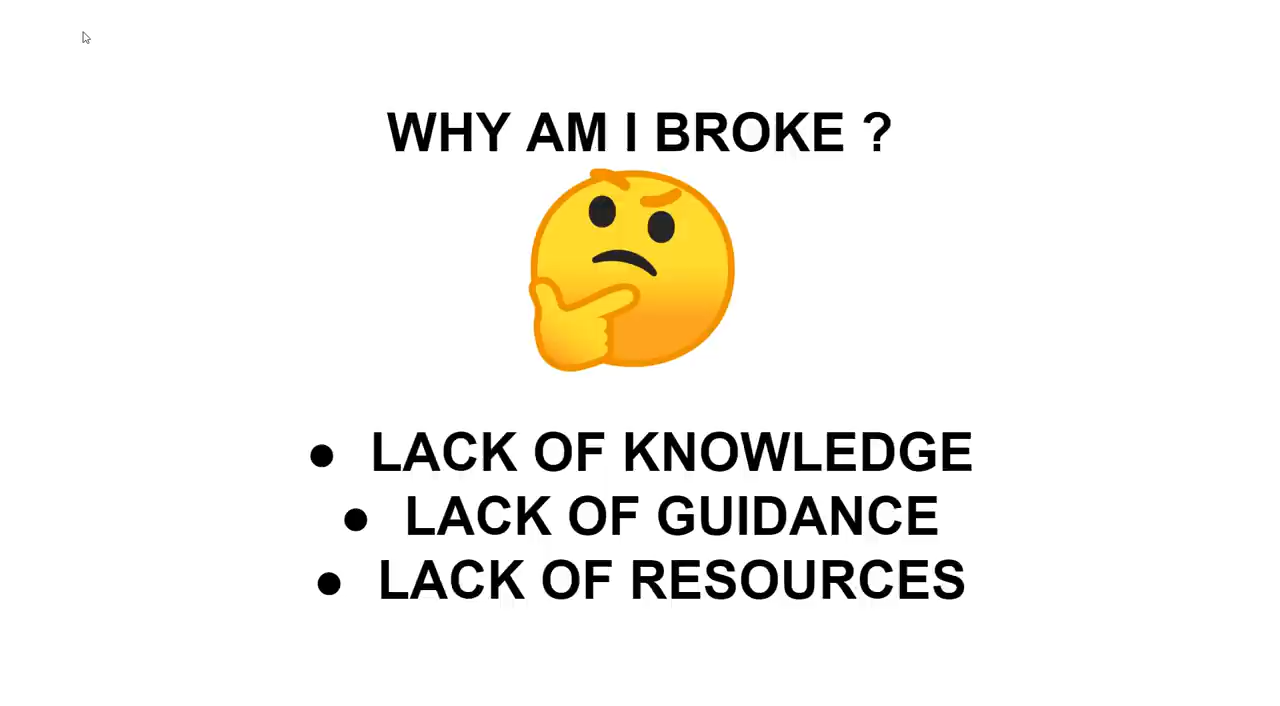 WHY AM I BROKE ?
● LACK OF KNOWLEDGE
● LACK OF GUIDANCE
● LACK OF RESOURCES